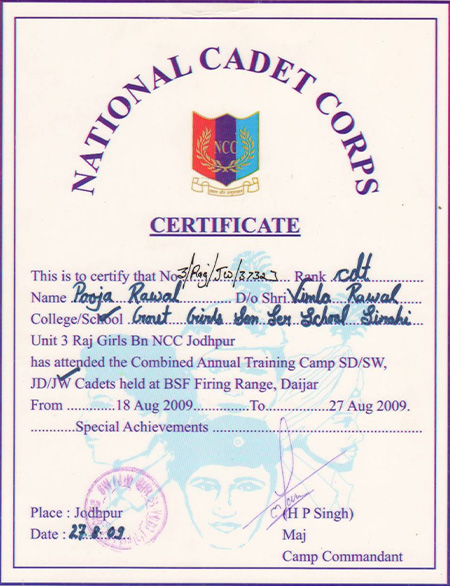 NATIONAL CADET CORPS
NCC
CERTIFICATE
This is to certify that No 3/Raj/JW/87323 Rank cdt
Name Pooja Rawal D/o Shri Vimla Rawal
College/School Govt Girls Sen Sec School Sirohi
Unit 3 Raj Girls Bn NCC Jodhpur
has attended the Combined Annual Training Camp SD/SW,
JD/JW Cadets held at BSF Firing Range, Daijar
From .............18 Aug 2009...............To.................27 Aug 2009.
...........Special Achievements
Place : Jodhpur (H P Singh)
Date : 27.8.09 Maj
Camp Commandant